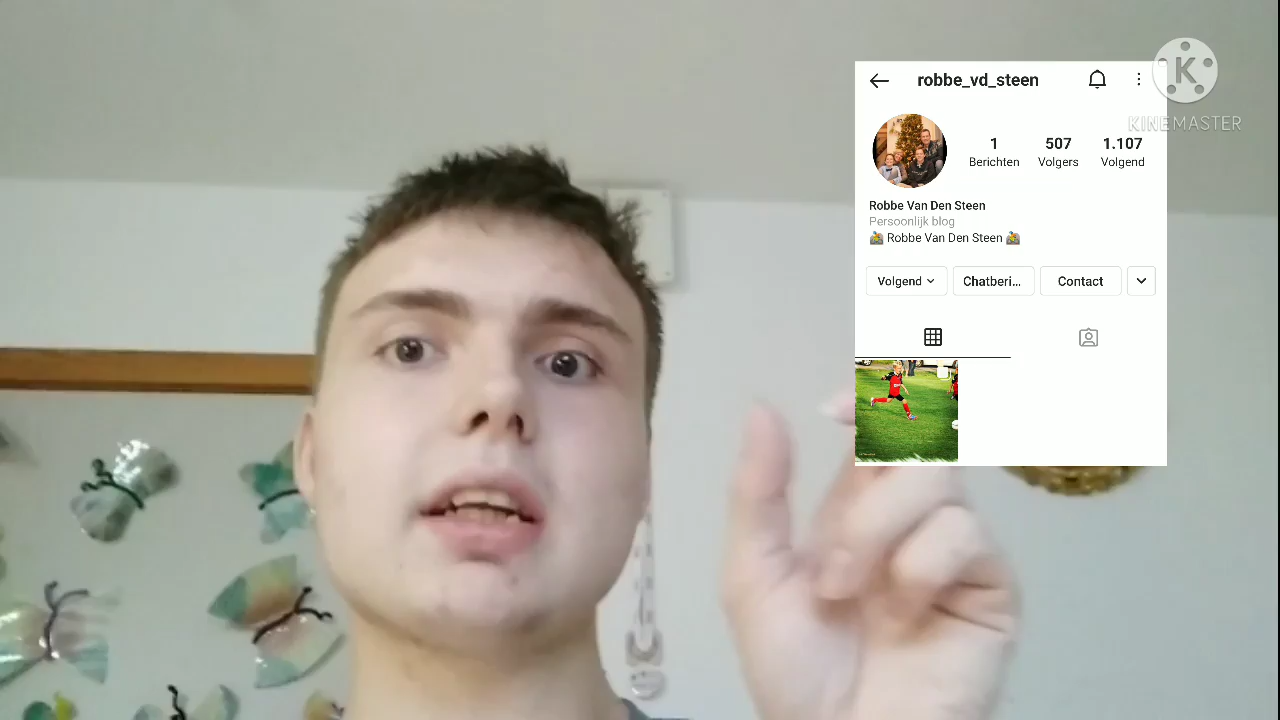 robbe_vd_steen
K
KINEMASTER
1
507
1.107
Berichten
Volgers
Volgend
Robbe Van Den Steen
Persoonlijk blog
Robbe Van Den Steen
Volgend
Chatberi...
Contact